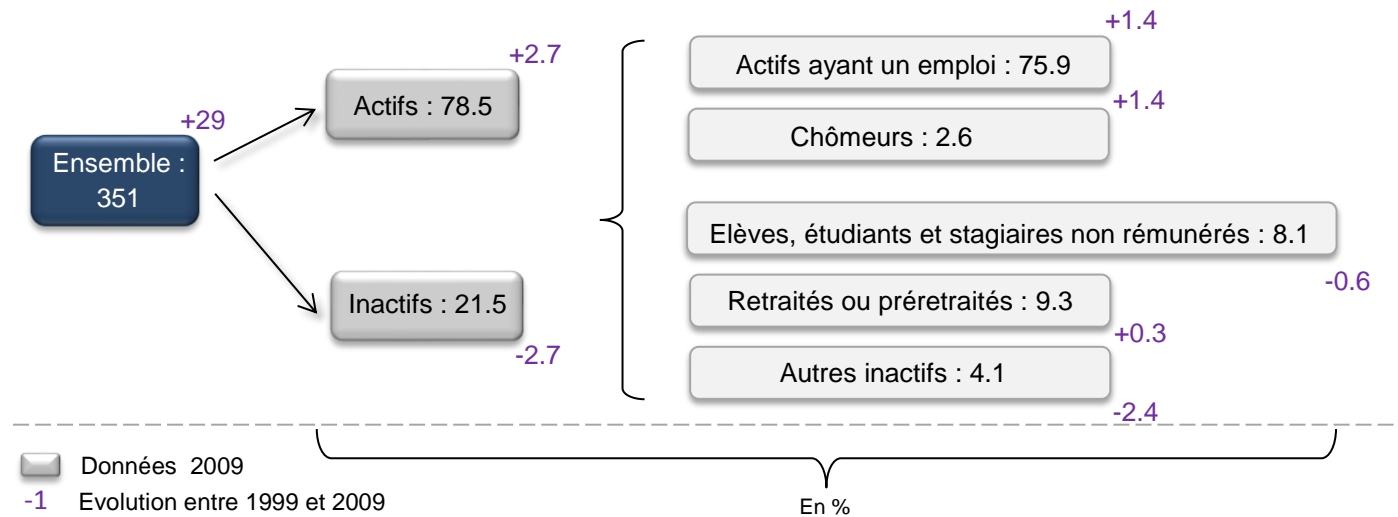 +29
Ensemble :
351
+2.7
Actifs : 78.5
Inactifs : 21.5
-2.7
+1.4
Actifs ayant un emploi : 75.9
+1.4
Chômeurs : 2.6
Elèves, étudiants et stagiaires non rémunérés : 8.1
-0.6
Retraités ou préretraités : 9.3
+0.3
Autres inactifs : 4.1
-2.4
Données 2009
-1 Evolution entre 1999 et 2009
En %